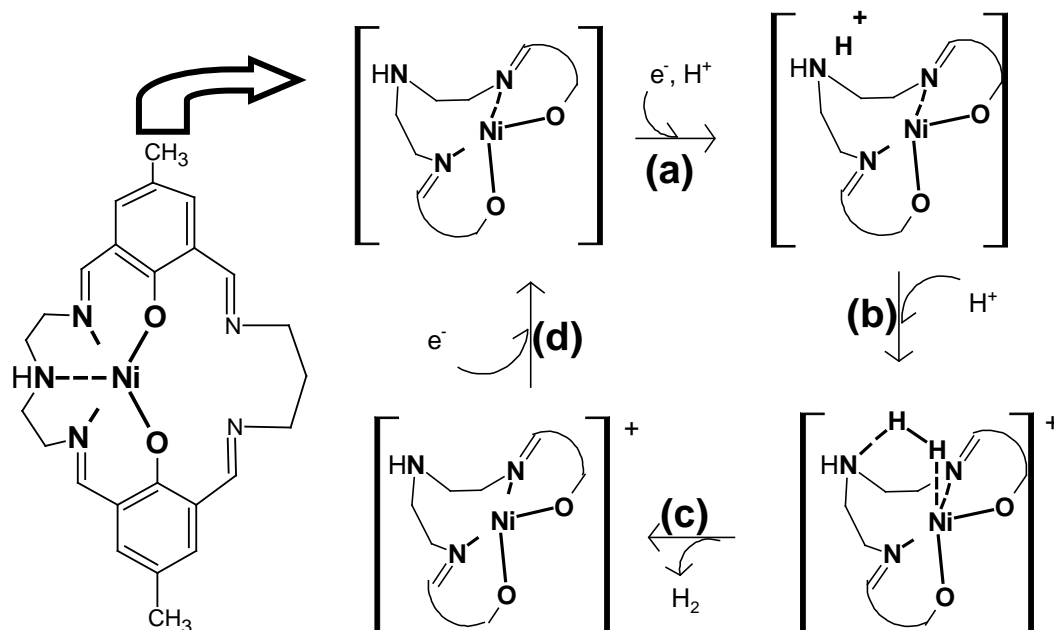 CH3
N
N
O
HN
Ni
O
N
N
CH3
HN
N
Ni
O
N
O
e-, H+
(a)
+
H
HN
N
Ni
O
N
O
(b)
H+
H
H
+
HN
N
Ni
O
N
O
(c)
H2
+
HN
N
Ni
O
N
O
e-
(d)